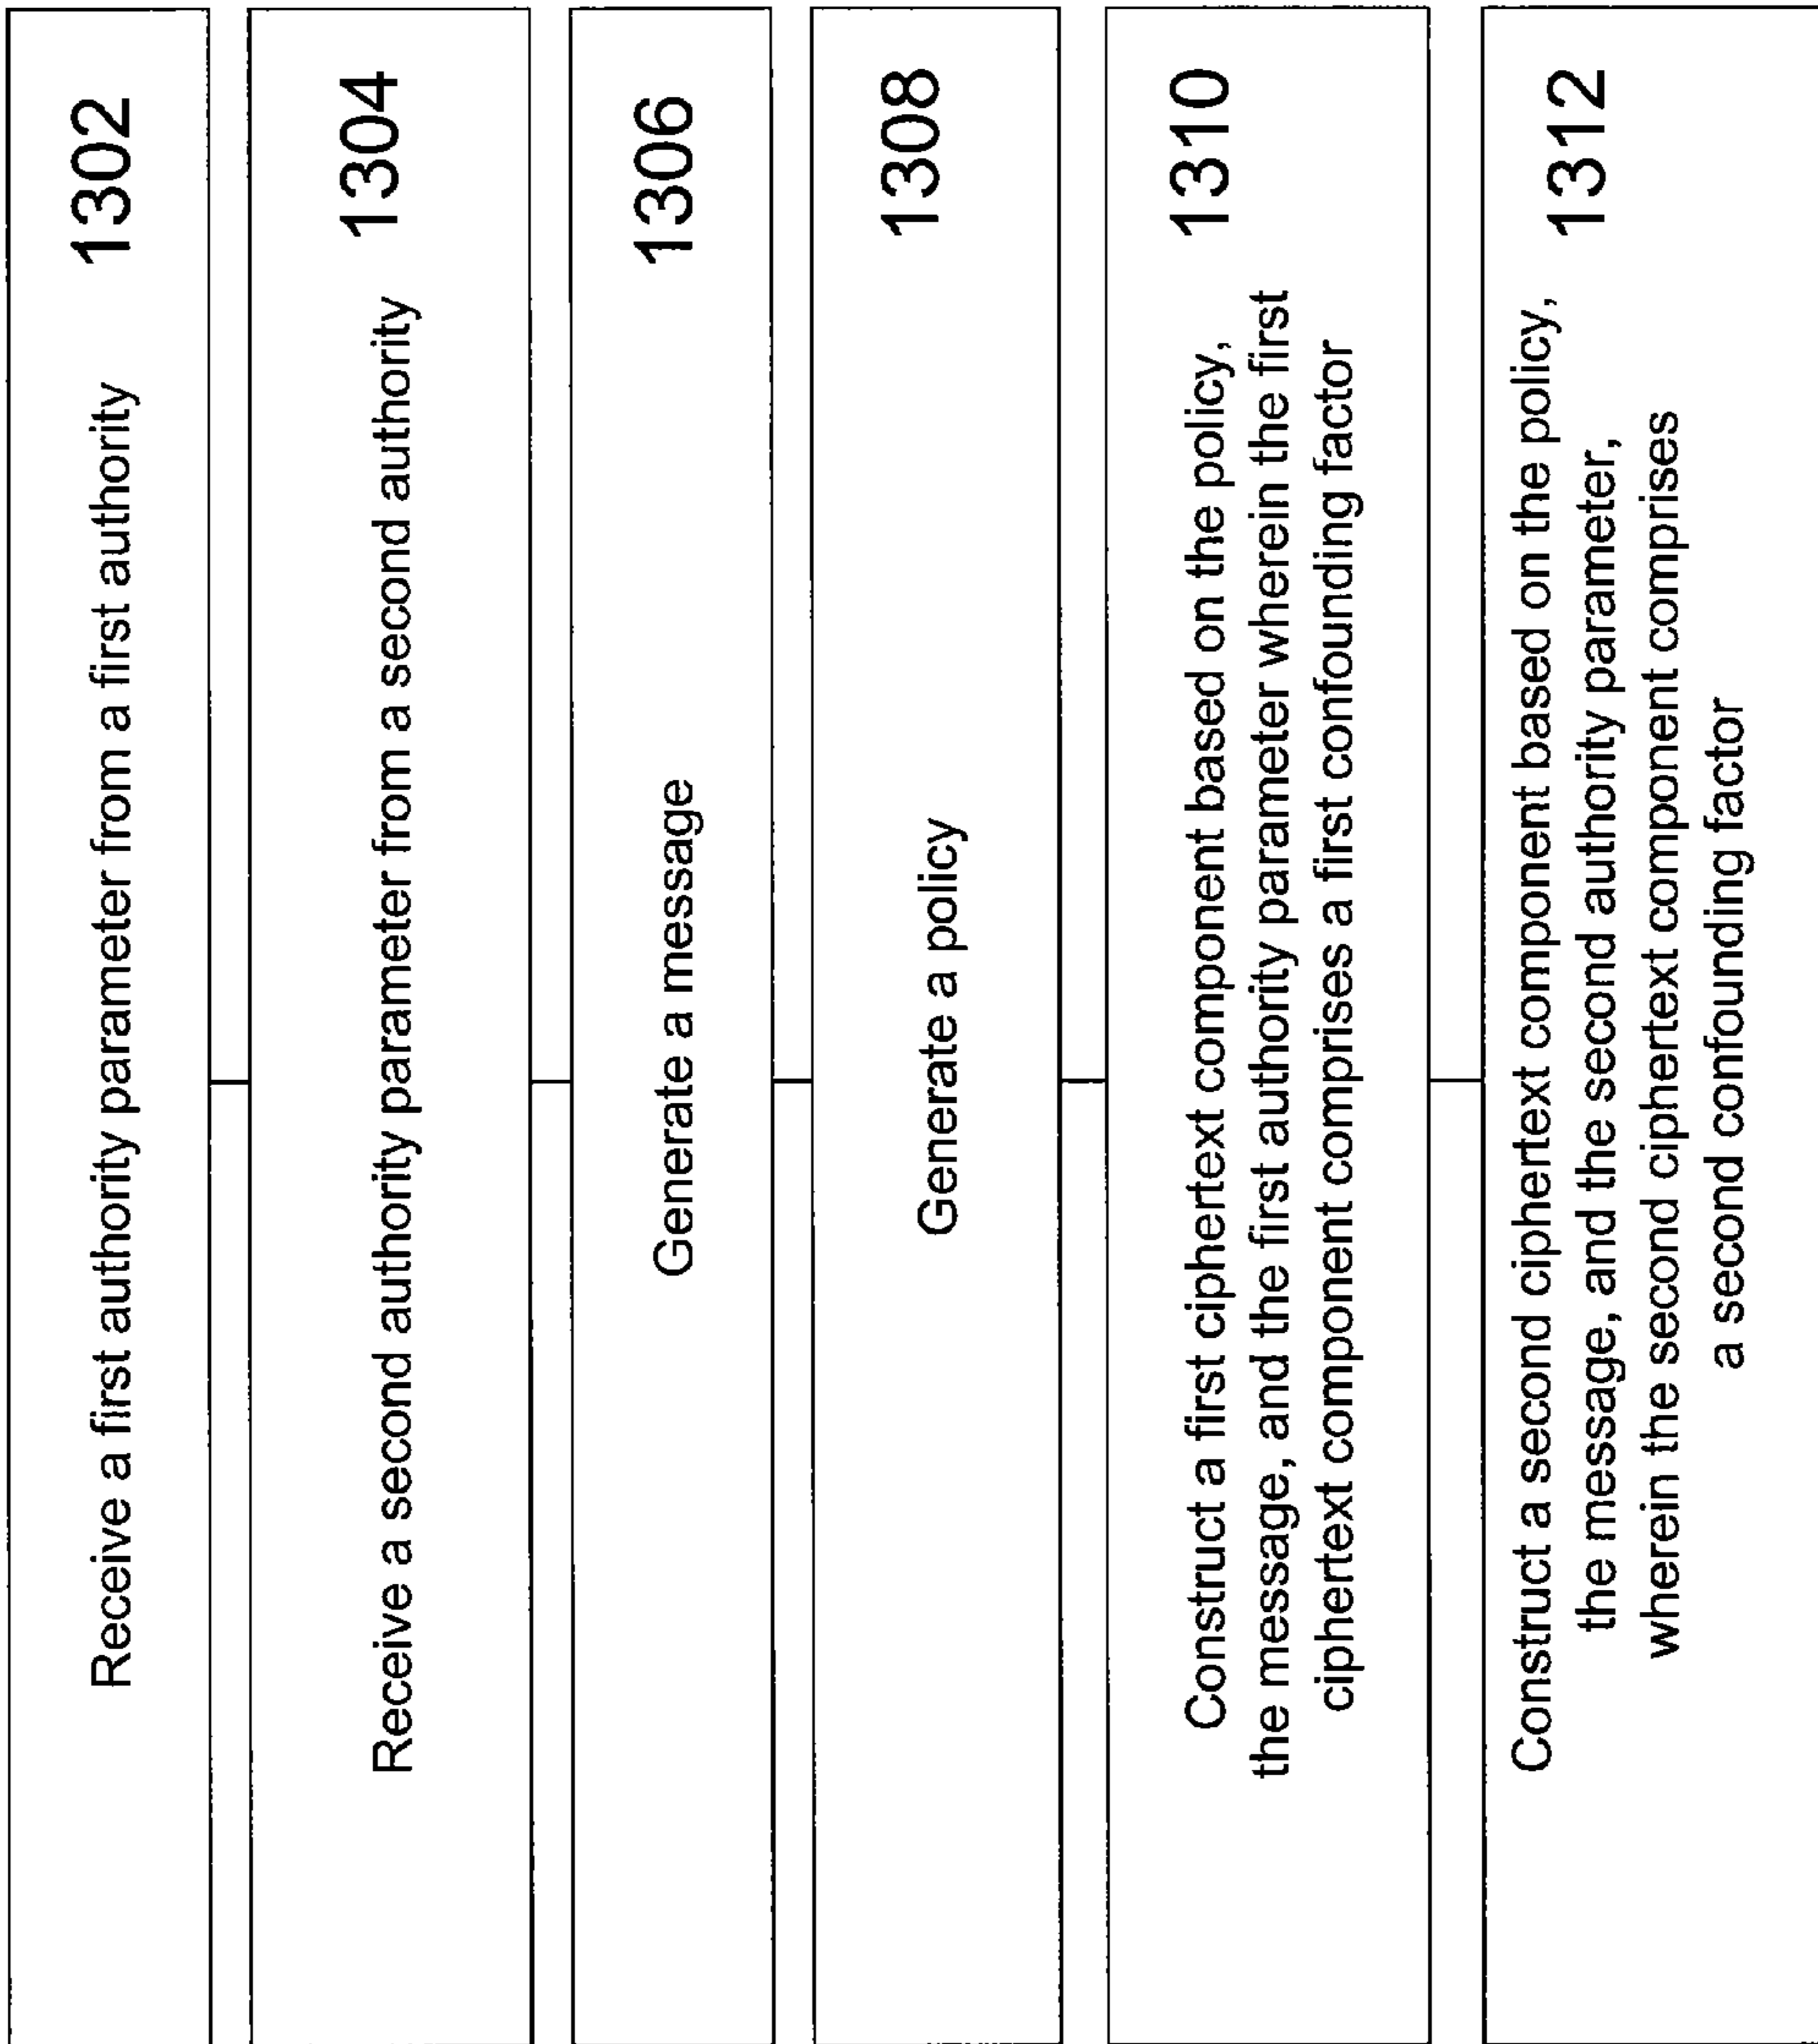 Receive a first authority parameter from a first authority 1302
Receive a second authority parameter from a second authority 1304
Generate a message 1306
Generate a policy 1308
Construct a first ciphertext component based on the policy, 1310
the message, and the first authority parameter wherein the first
ciphertext component comprises a first confounding factor
Construct a second ciphertext component based on the policy, 1312
the message, and the second authority parameter,
wherein the second ciphertext component comprises
a second confounding factor